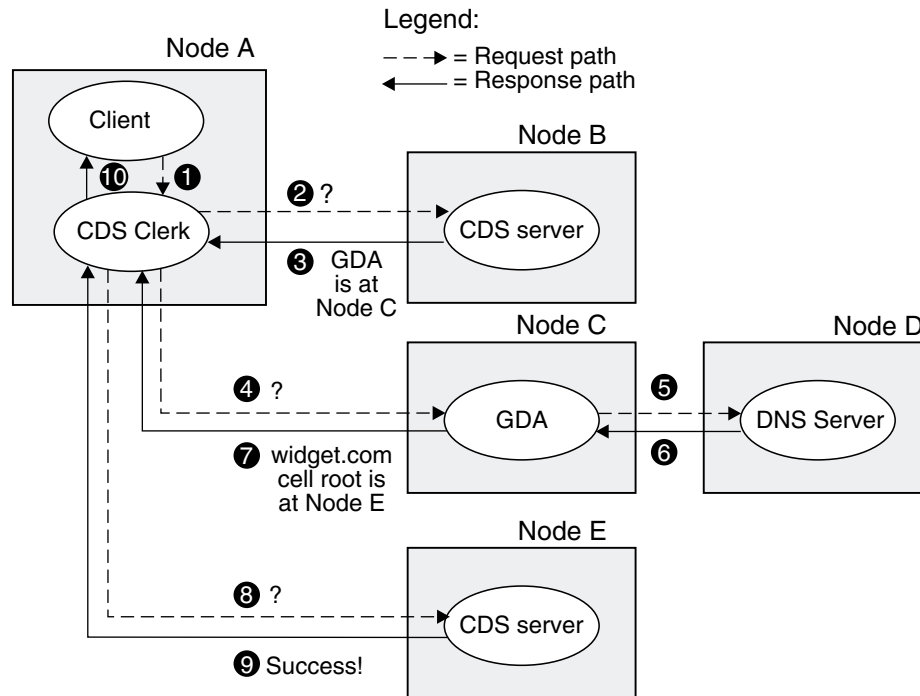 Legend:
= Request path
= Response path
Node A
Client
10
1
CDS Clerk
Node B
2 ?
CDS server
3 GDA
is at
Node C
Node C
Node D
4 ?
GDA
5
DNS Server
6
7 widget.com
cell root is
at Node E
Node E
8 ?
CDS server
9 Success!